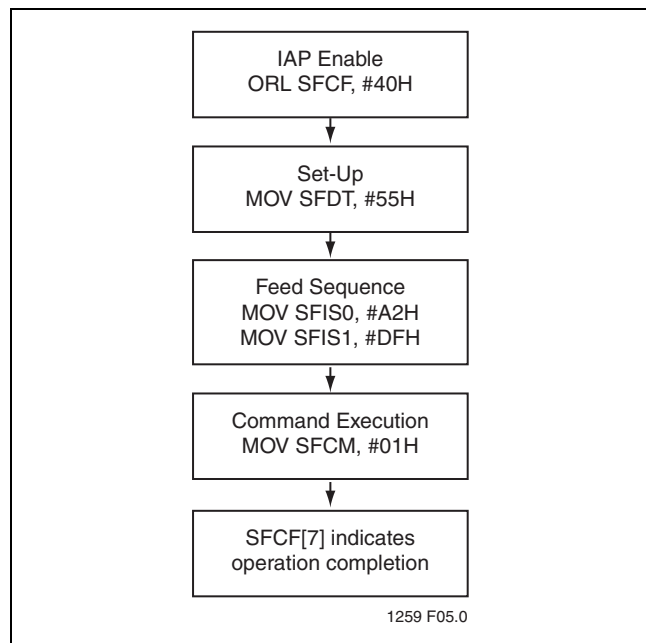 IAP Enable
ORL SFCF, #40H
Set-Up
MOV SFDT, #55H
Feed Sequence
MOV SFIS0, #A2H
MOV SFIS1, #DFH
Command Execution
MOV SFCM, #01H
SFCF[7] indicates
operation completion
1259 F05.0